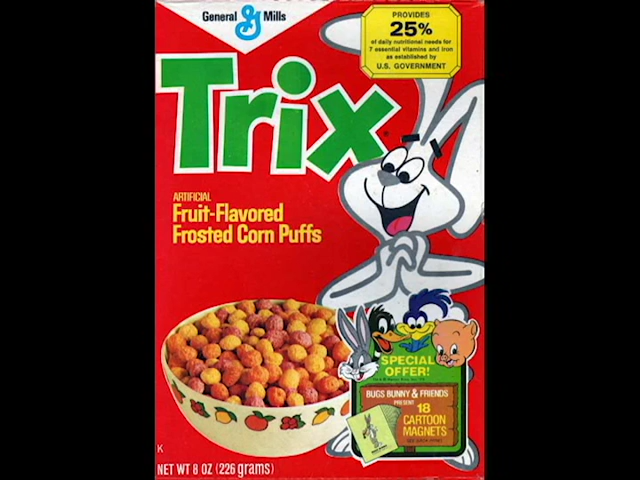 General Mills
PROVIDES
25%
of daily nutritional needs for
7 essential vitamins and iron
as established by
U.S. GOVERNMENT
Trix
ARTIFICIAL
Fruit-Flavored
Frosted Corn Puffs
SPECIAL
OFFER!
BUGS BUNNY & FRIENDS
PRESENT
18
CARTOON
MAGNETS
K
NET WT 8 OZ (226 grams)